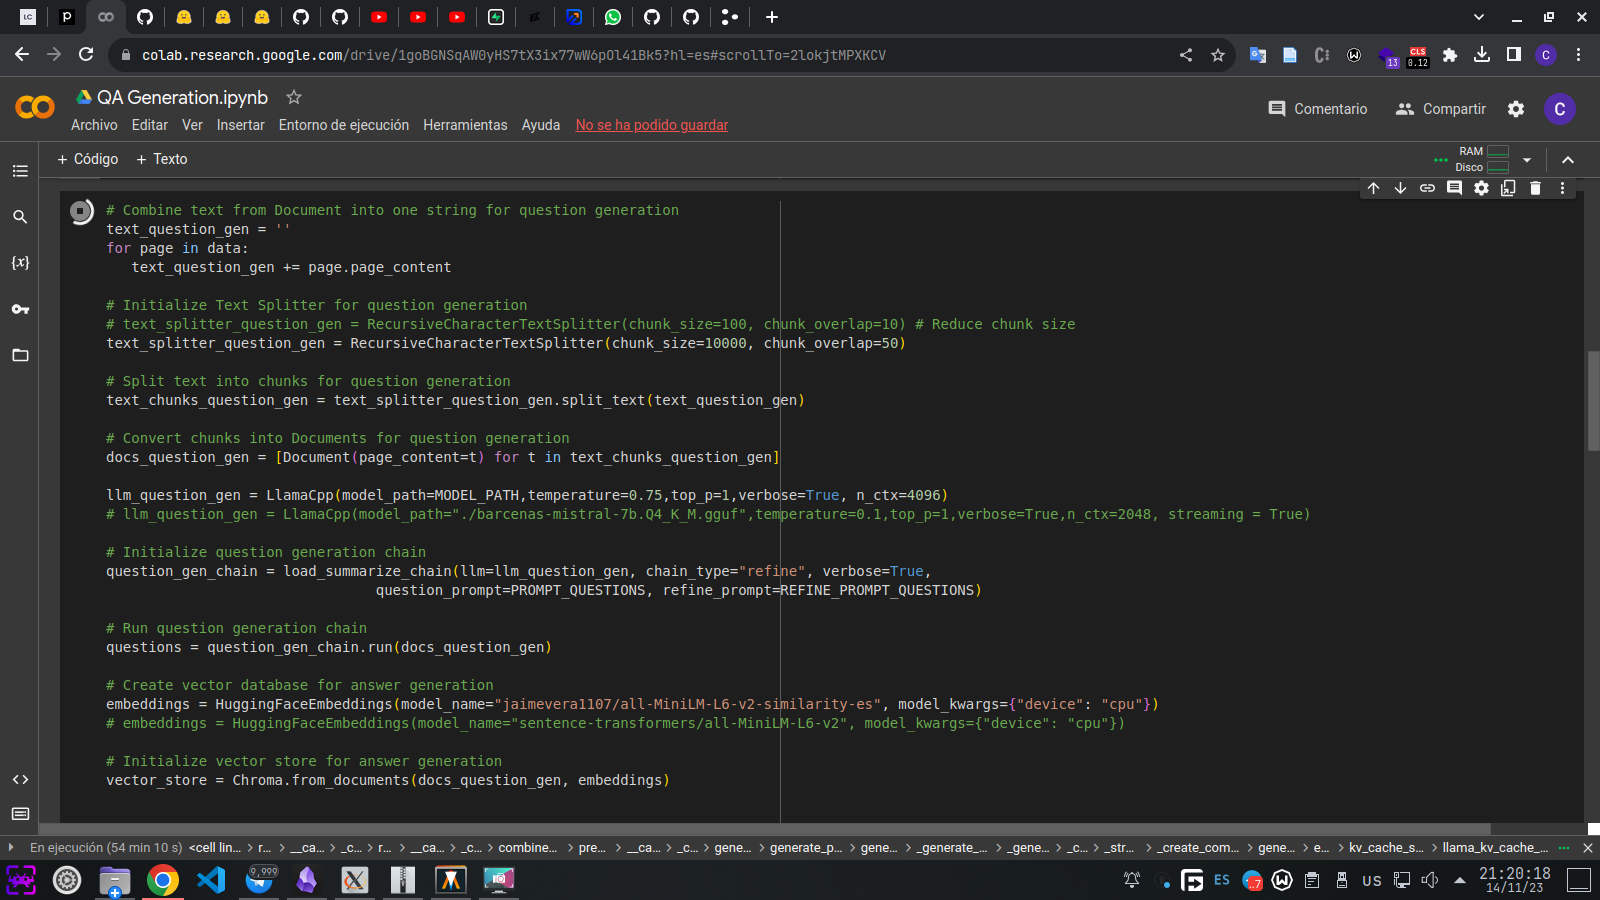 LC
p
colab.research.google.com/drive/1goBGNSqAW0yHS7tX3ix77wW6pOl41Bk5?hl=es#scrollTo=2lokjtMPXKCV
13
CLS
0.12
C
QA Generation.ipynb
Archivo Editar Ver Insertar Entorno de ejecución Herramientas Ayuda No se ha podido guardar
Comentario
Compartir
C
+ Código + Texto
RAM
Disco
# Combine text from Document into one string for question generation
text_question_gen = ''
for page in data:
text_question_gen += page.page_content
# Initialize Text Splitter for question generation
# text_splitter_question_gen = RecursiveCharacterTextSplitter(chunk_size=100, chunk_overlap=10) # Reduce chunk size
text_splitter_question_gen = RecursiveCharacterTextSplitter(chunk_size=10000, chunk_overlap=50)
# Split text into chunks for question generation
text_chunks_question_gen = text_splitter_question_gen.split_text(text_question_gen)
# Convert chunks into Documents for question generation
docs_question_gen = [Document(page_content=t) for t in text_chunks_question_gen]
llm_question_gen = LlamaCpp(model_path=MODEL_PATH,temperature=0.75,top_p=1,verbose=True, n_ctx=4096)
# llm_question_gen = LlamaCpp(model_path="./barcenas-mistral-7b.Q4_K_M.gguf",temperature=0.1,top_p=1,verbose=True,n_ctx=2048, streaming = True)
# Initialize question generation chain
question_gen_chain = load_summarize_chain(llm=llm_question_gen, chain_type="refine", verbose=True,
question_prompt=PROMPT_QUESTIONS, refine_prompt=REFINE_PROMPT_QUESTIONS)
# Run question generation chain
questions = question_gen_chain.run(docs_question_gen)
# Create vector database for answer generation
embeddings = HuggingFaceEmbeddings(model_name="jaimevera1107/all-MiniLM-L6-v2-similarity-es", model_kwargs={"device": "cpu"})
# embeddings = HuggingFaceEmbeddings(model_name="sentence-transformers/all-MiniLM-L6-v2", model_kwargs={"device": "cpu"})
# Initialize vector store for answer generation
vector_store = Chroma.from_documents(docs_question_gen, embeddings)
{x}
En ejecución (54 min 10 s) <cell lin... > r... > __ca... > _c... > r... > __ca... > _c... > combine... > pre... > __ca... > _c... > gene... > generate_p... > gene... > _generate_... > _gene... > _c... > _str... > _create_com... > gene... > e... > kv_cache_s... > llama_kv_cache_... ...
9,999
ES
US
21:20:18
14/11/23